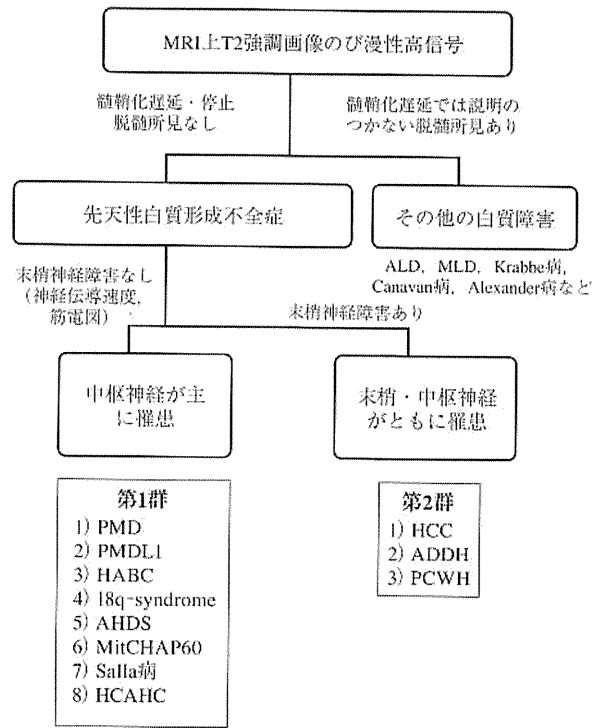 MRI上T2強調画像のび漫性高信号
髄鞘化遅延・停止
脱髄所見なし
髄鞘化遅延では説明の
つかない脱髄所見あり
先天性白質形成不全症
その他の白質障害
ALD, MLD, Krabbe病,
Canavan病, Alexander病など
末梢神経障害なし
(神経伝導速度,
筋電図)
末梢神経障害あり
中枢神経が主
に罹患
末梢・中枢神経
がともに罹患
第1群
1) PMD
2) PMDL1
3) HABC
4) 18q-syndrome
5) AHDS
6) MitCHAP60
7) Salla病
8) HCAHC
第2群
1) HCC
2) ADDH
3) PCWH